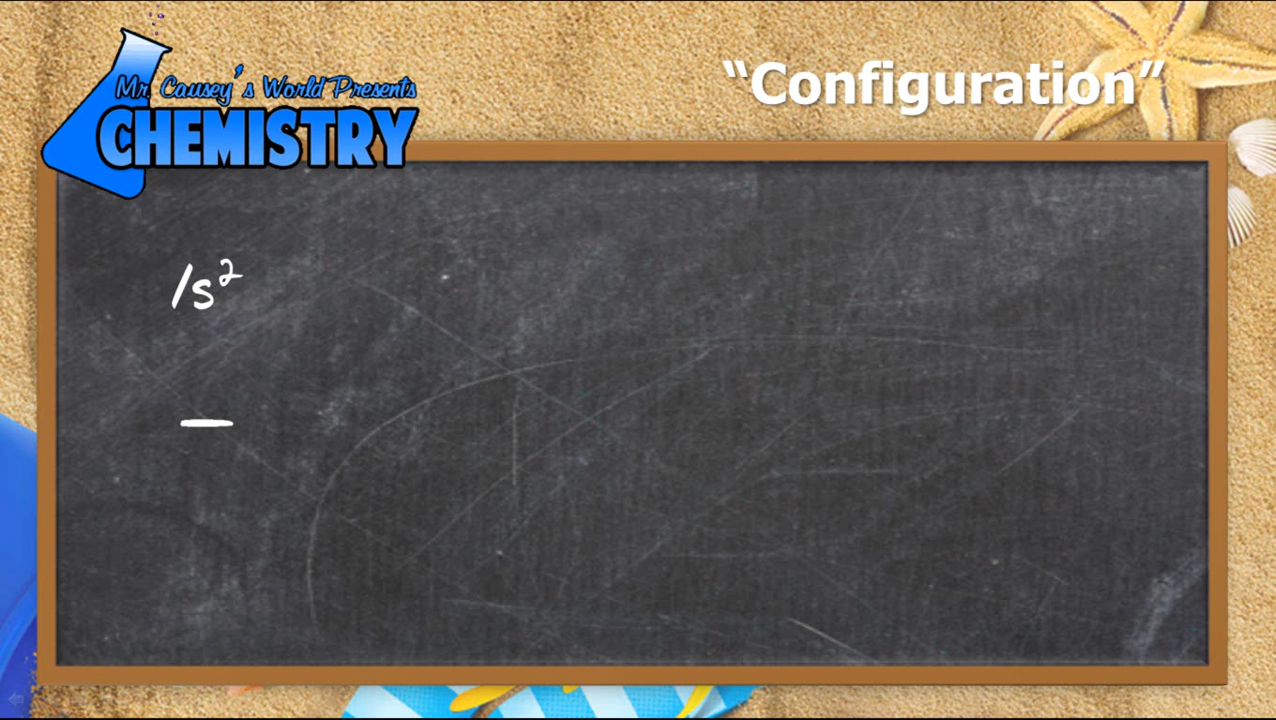 Mr. Causey's World Presents
CHEMISTRY
“Configuration”
1s²